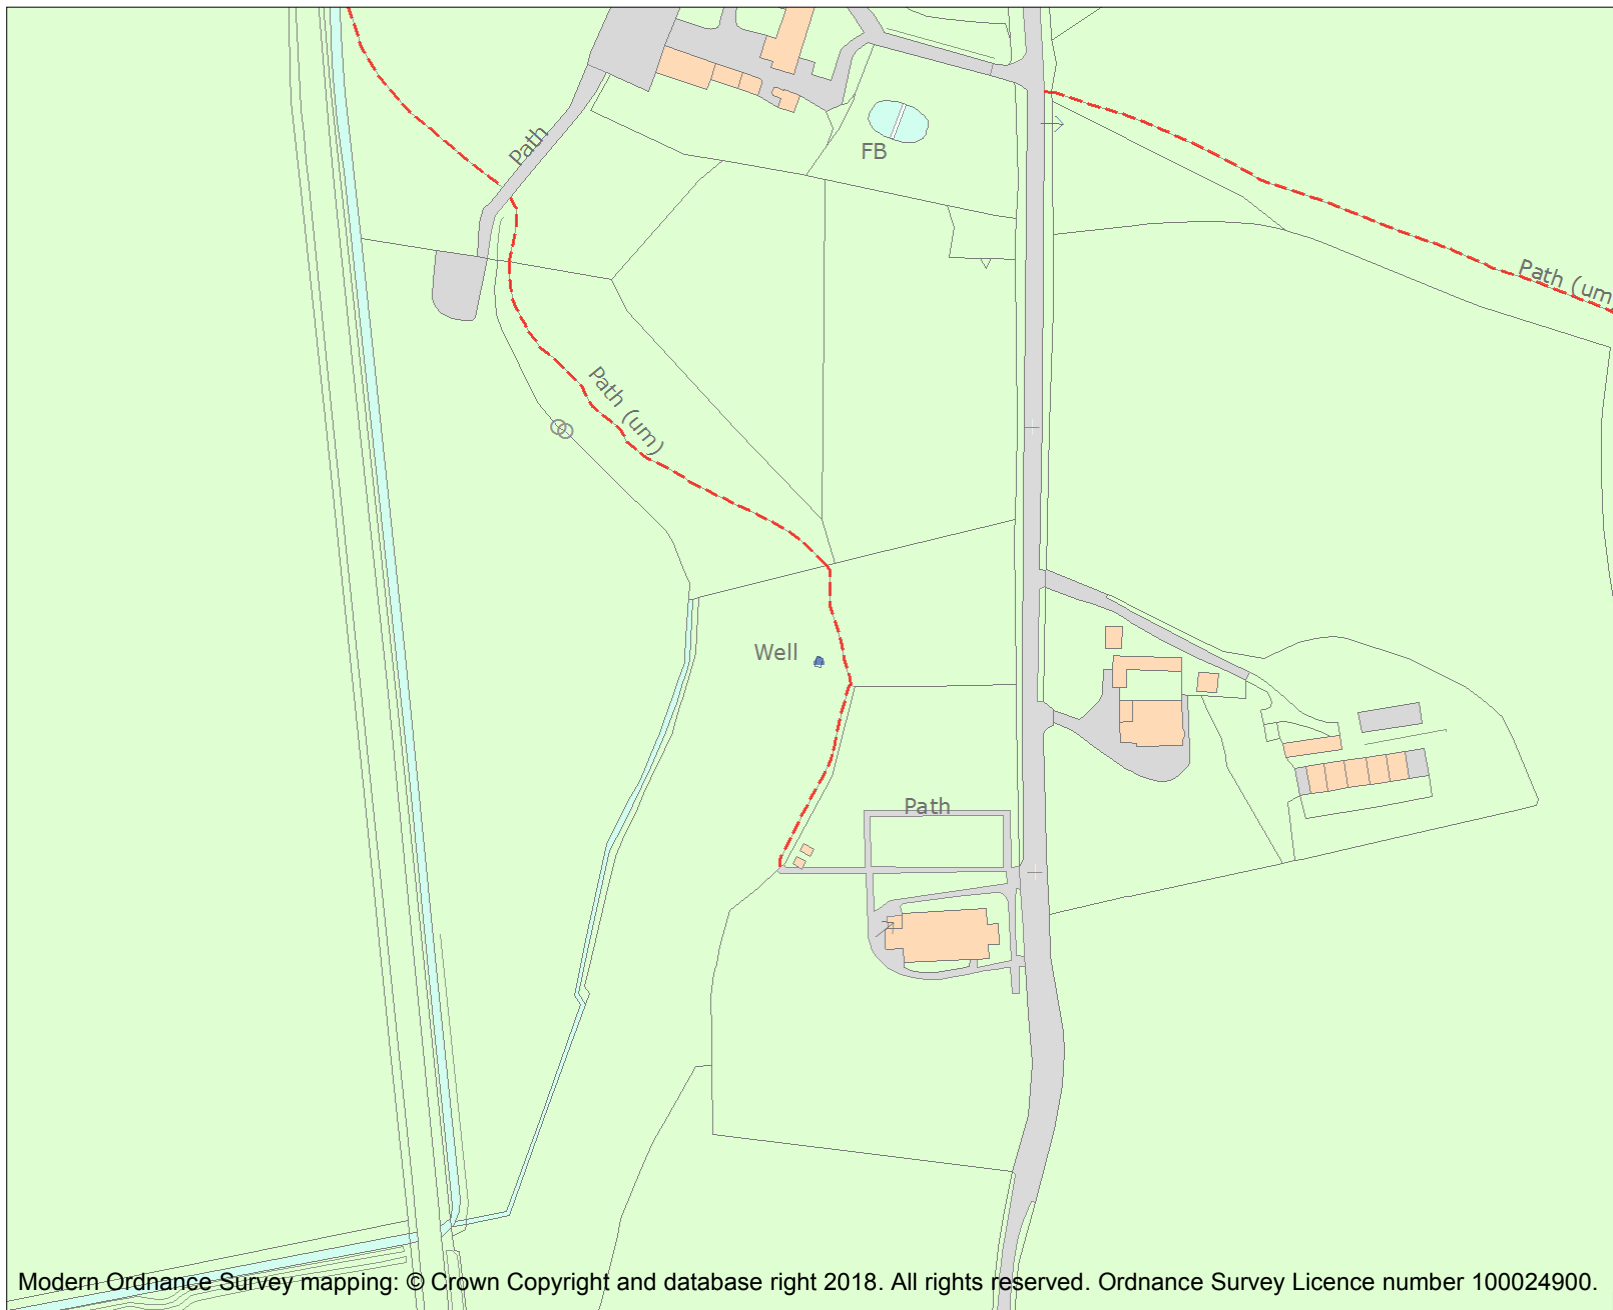 Path
FB
Path (um
Path (um)
Well
Path
Modern Ordnance Survey mapping: © Crown Copyright and database right 2018. All rights reserved. Ordnance Survey Licence number 100024900.